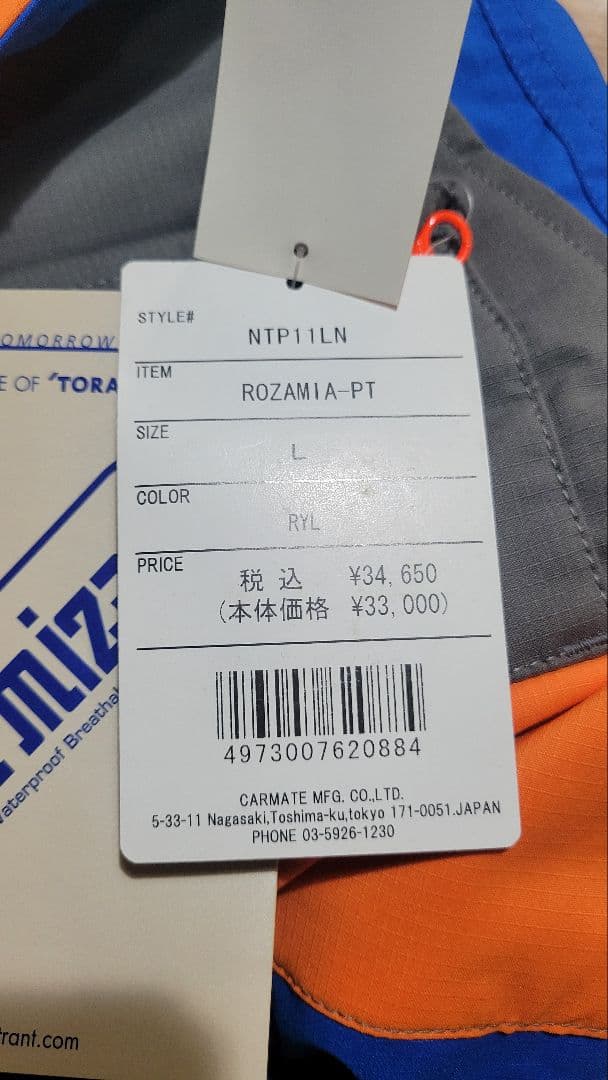 STYLE#
NTP11LN
ITEM
ROZAMIA-PT
SIZE
L
COLOR
RYL
PRICE
税込 ¥34,650
(本体価格 ¥33,000)
4973007620884
CARMATE MFG. CO.,LTD.
5-33-11 Nagasaki,Toshima-ku,tokyo 171-0051.JAPAN
PHONE 03-5926-1230
OMORROW
E OF "TORA
miz
aterproof Breatha
rant.com